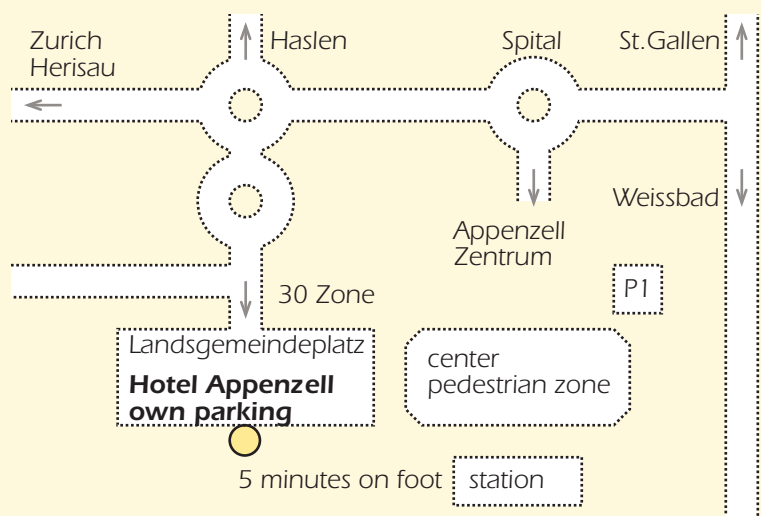 Zurich
Herisau
Haslen
Spital
St.Gallen
Weissbad
Appenzell
Zentrum
30 Zone
P1
Landsgemeindeplatz
Hotel Appenzell
own parking
center
pedestrian zone
5 minutes on foot
station